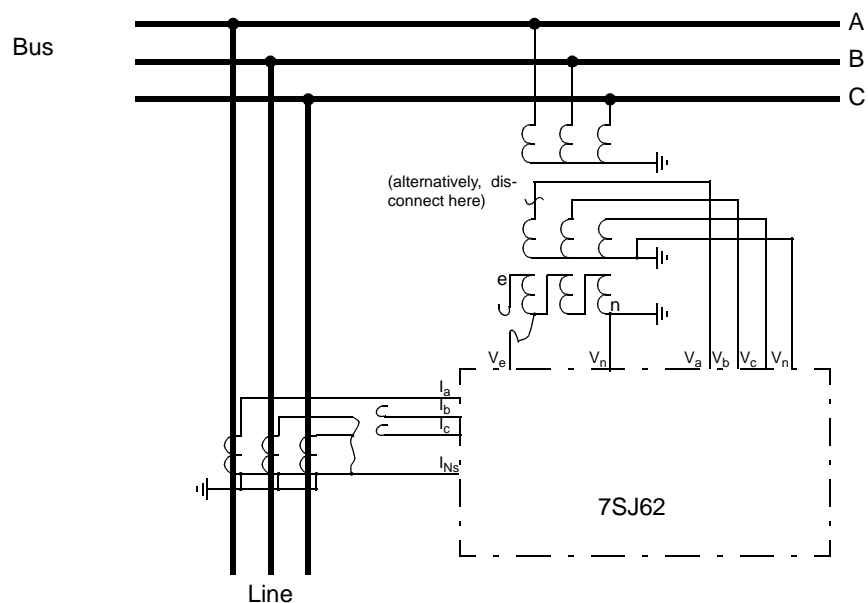 A
Bus
B
C
(alternatively, dis-
connect here)
e
n
Ve
Vn
Va
Vb
Vc
Vn
Ia
Ib
Ic
INs
7SJ62
Line